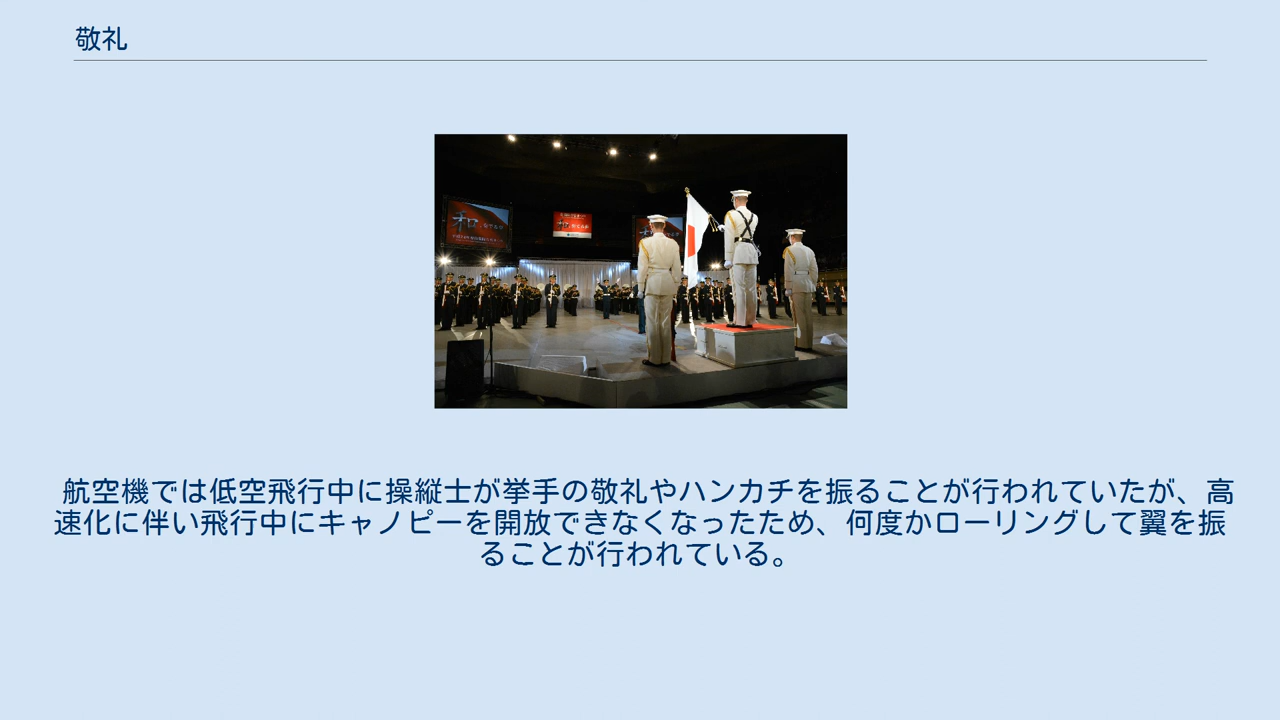 敬礼
和
和
航空機では低空飛行中に操縦士が挙手の敬礼やハンカチを振ることが行われていたが、高
速化に伴い飛行中にキャノピーを開放できなくなったため、何度かローリングして翼を振
ることが行われている。